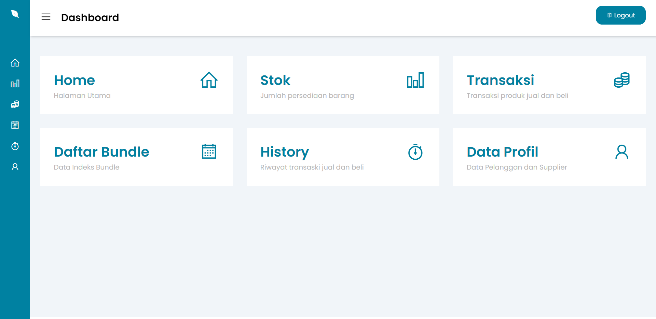 Dashboard
Logout
Home
Halaman Utama
Stok
Jumlah persediaan barang
Transaksi
Transaksi produk jual dan beli
Daftar Bundle
Data Indeks Bundle
History
Riwayat transaski jual dan beli
Data Profil
Data Pelanggan dan Supplier